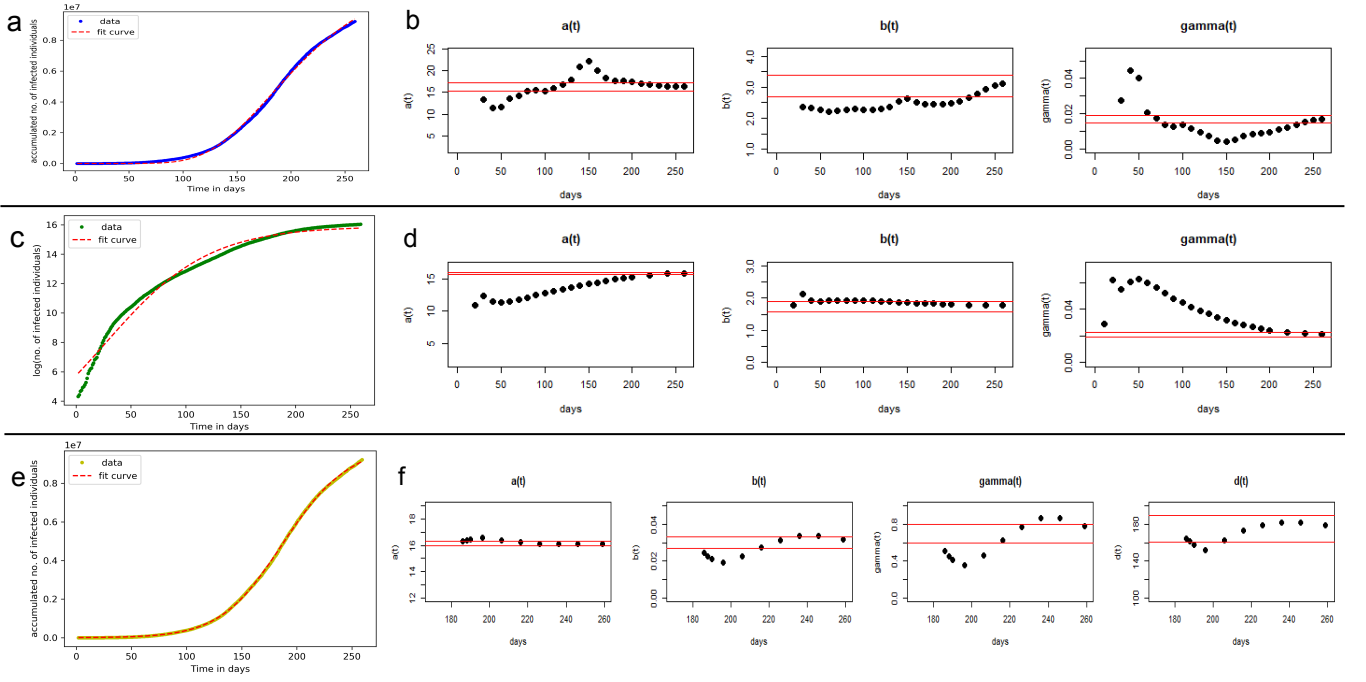 a
1e7
data
fit curve
accumulated no. of infected individuals
0.8
0.6
0.4
0.2
0.0
0 50 100 150 200 250
Time in days
b
a(t)
a(t)
25
20
15
10
5
0 50 100 150 200 250
days
b(t)
b(t)
4.0
3.0
2.0
1.0
0 50 100 150 200 250
days
gamma(t)
gamma(t)
0.04
0.02
0.00
0 50 100 150 200 250
days
c
data
fit curve
log(no. of infected individuals)
16
14
12
10
8
6
4
0 50 100 150 200 250
Time in days
d
a(t)
a(t)
15
10
5
0 50 100 150 200 250
days
b(t)
b(t)
3.0
2.0
1.0
0.0
0 50 100 150 200 250
days
gamma(t)
gamma(t)
0.04
0.00
0 50 100 150 200 250
days
e
1e7
data
fit curve
accumulated no. of infected individuals
0.8
0.6
0.4
0.2
0.0
0 50 100 150 200 250
Time in days
f
a(t)
a(t)
18
16
14
12
180 200 220 240 260
days
b(t)
b(t)
0.04
0.02
0.00
180 200 220 240 260
days
gamma(t)
gamma(t)
0.8
0.4
0.0
180 200 220 240 260
days
d(t)
d(t)
180
140
100
180 200 220 240 260
days